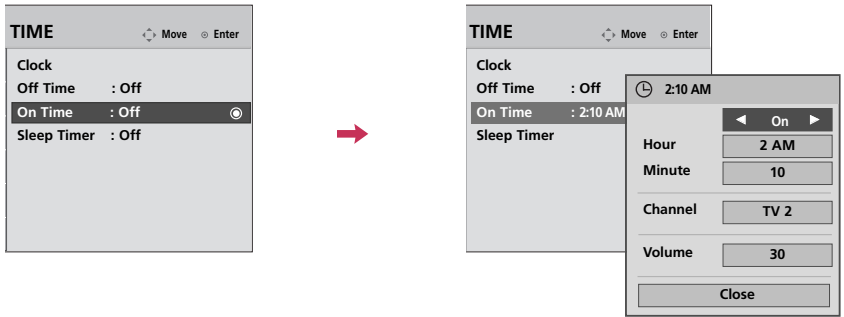 TIME Move Enter
Clock
Off Time : Off
On Time : Off
Sleep Timer : Off
TIME Move Enter
Clock
Off Time : Off
On Time : 2:10 AM
Sleep Timer
2:10 AM
On
Hour 2 AM
Minute 10
Channel TV 2
Volume 30
Close